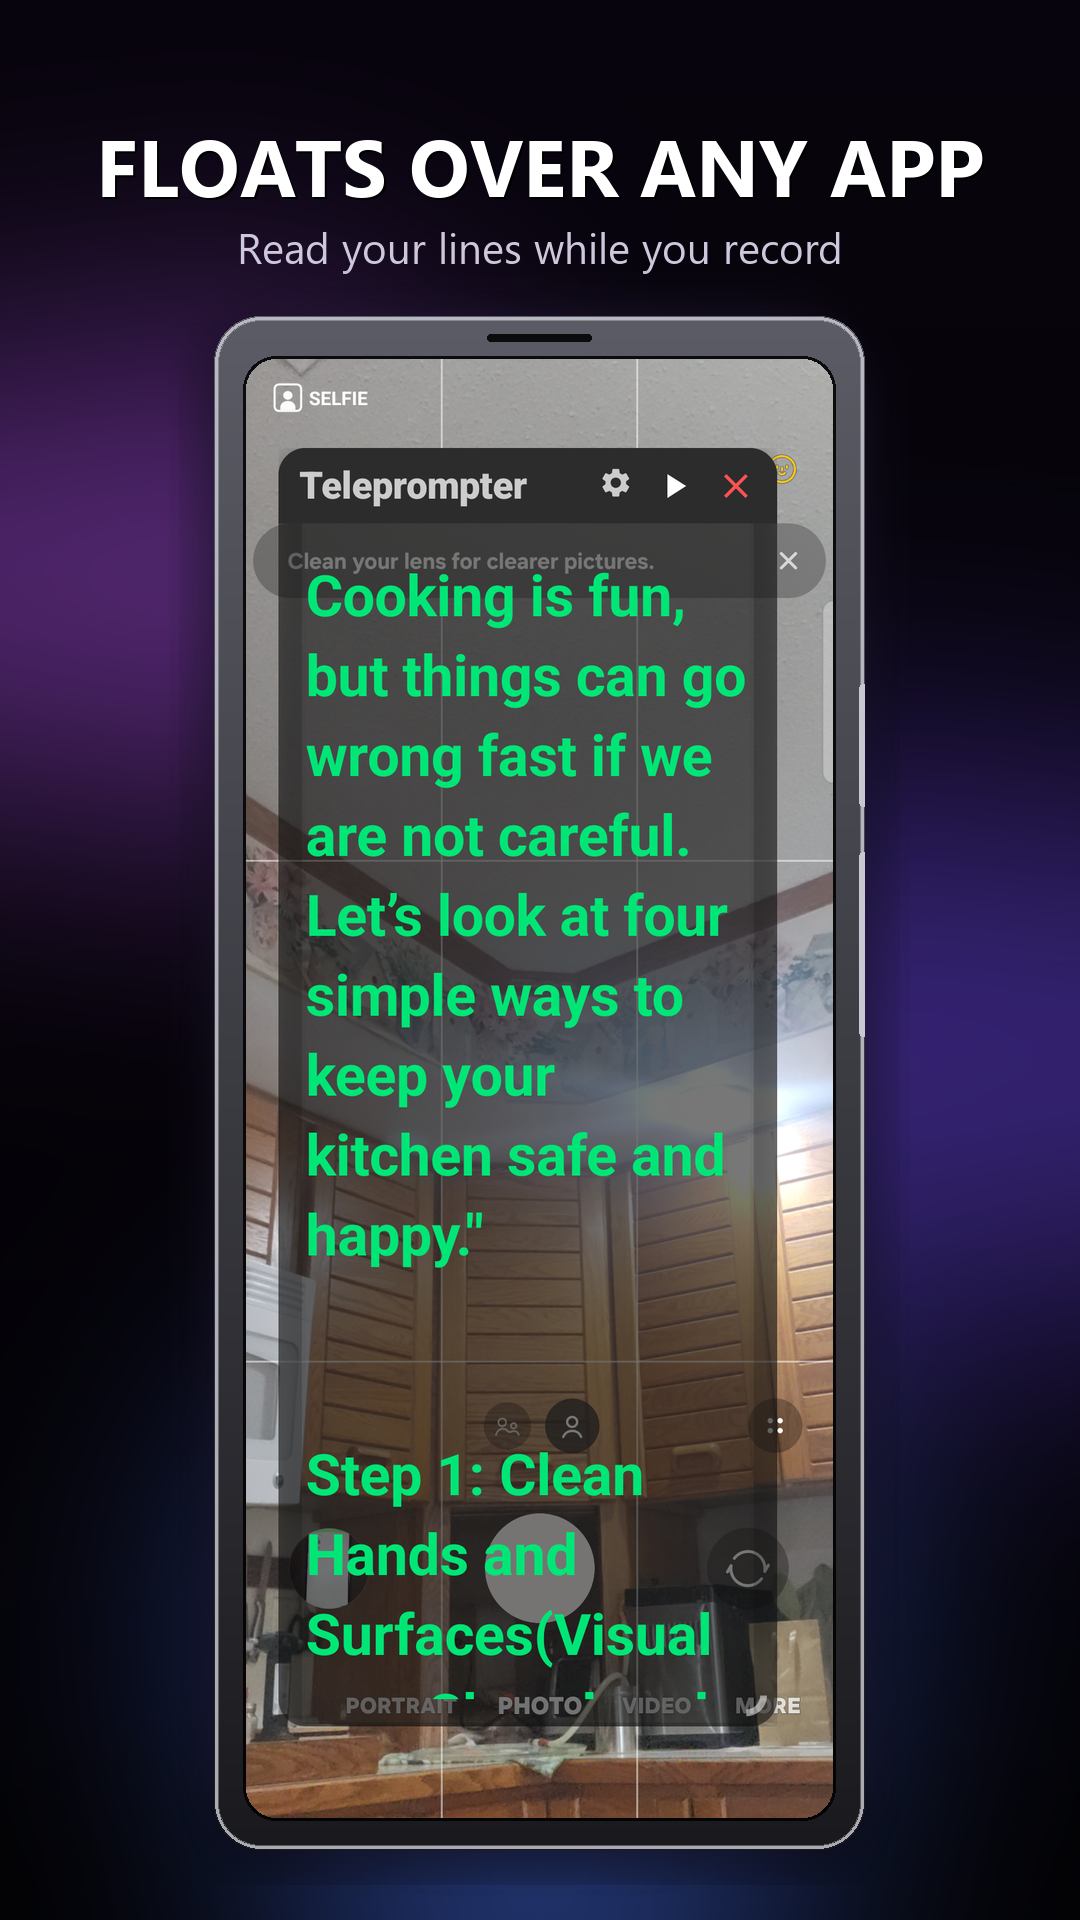 FLOATS OVER ANY APP
Read your lines while you record
SELFIE
Teleprompter
Clean your lens for clearer pictures.
Cooking is fun,
but things can go
wrong fast if we
are not careful.
Let’s look at four
simple ways to
keep your
kitchen safe and
happy."
Step 1: Clean
Hands and
Surfaces(Visual
PORTRAIT PHOTO VIDEO MORE